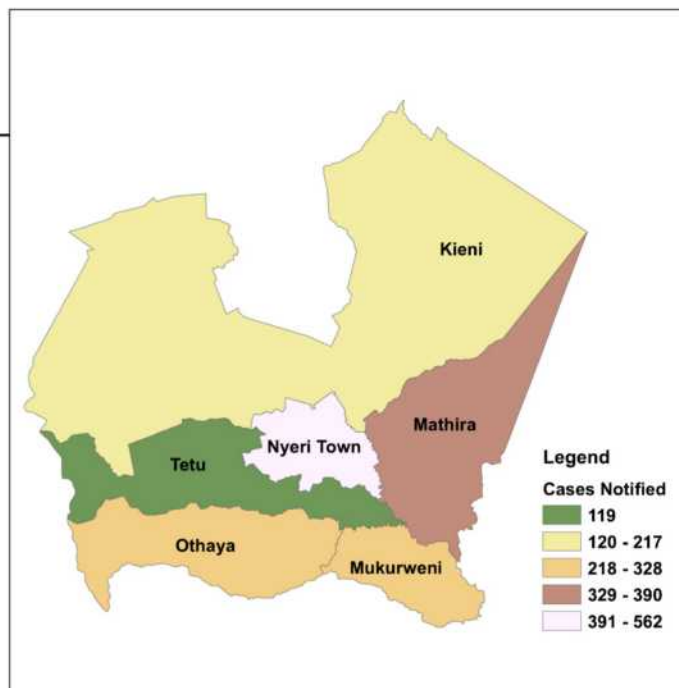 Kieni
Mathira
Nyeri Town
Tetu
Othaya
Mukurweni
Legend
Cases Notified
119
120 - 217
218 - 328
329 - 390
391 - 562